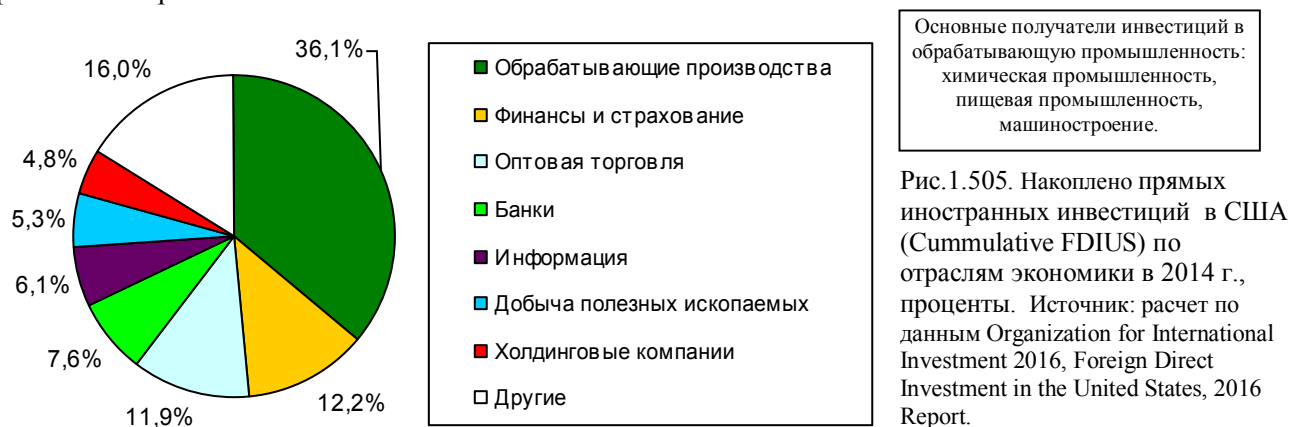 36,1%
16,0%
4,8%
5,3%
6,1%
7,6%
11,9%
12,2%
Обрабатывающие производства
Финансы и страхование
Оптовая торговля
Банки
Информация
Добыча полезных ископаемых
Холдинговые компании
Другие
Основные получатели инвестиций в
обрабатывающую промышленность:
химическая промышленность,
пищевая промышленность,
машиностроение.
Рис.1.505. Накоплено прямых
иностранных инвестиций в США
(Cummulative FDIUS) по
отраслям экономики в 2014 г.,
проценты. Источник: расчет по
данным Organization for International
Investment 2016, Foreign Direct
Investment in the United States, 2016
Report.